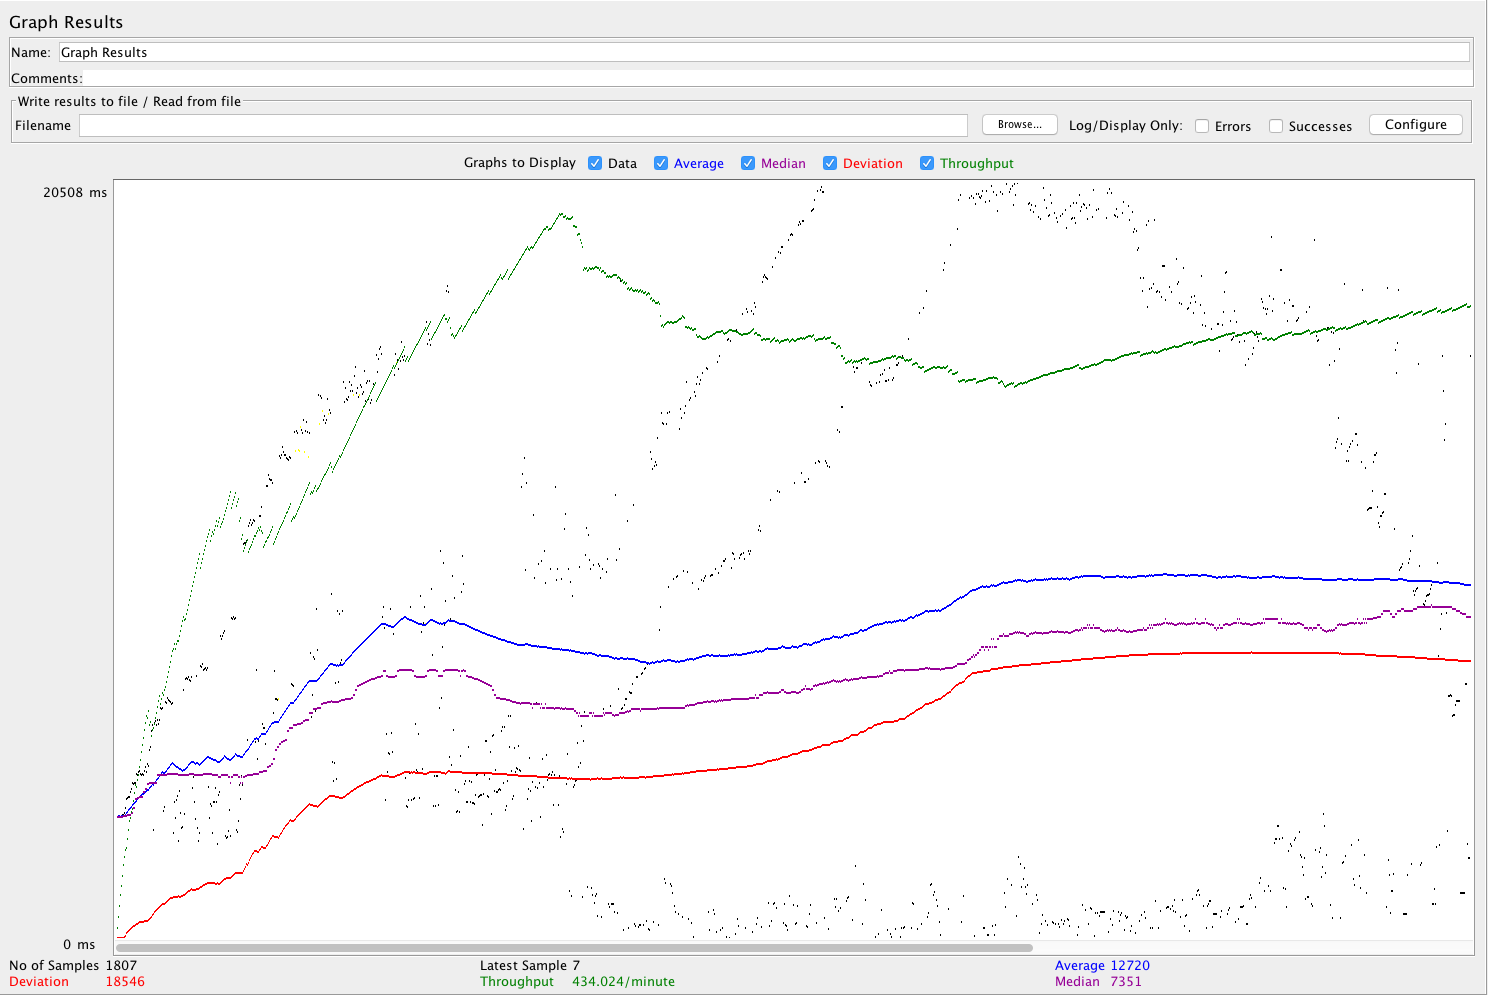 Graph Results
Name: Graph Results
Comments:
Write results to file / Read from file
Filename Browse... Log/Display Only: Errors Successes Configure
Graphs to Display Data Average Median Deviation Throughput
20508 ms
0 ms
No of Samples 1807 Latest Sample 7 Average 12720
Deviation 18546 Throughput 434.024/minute Median 7351